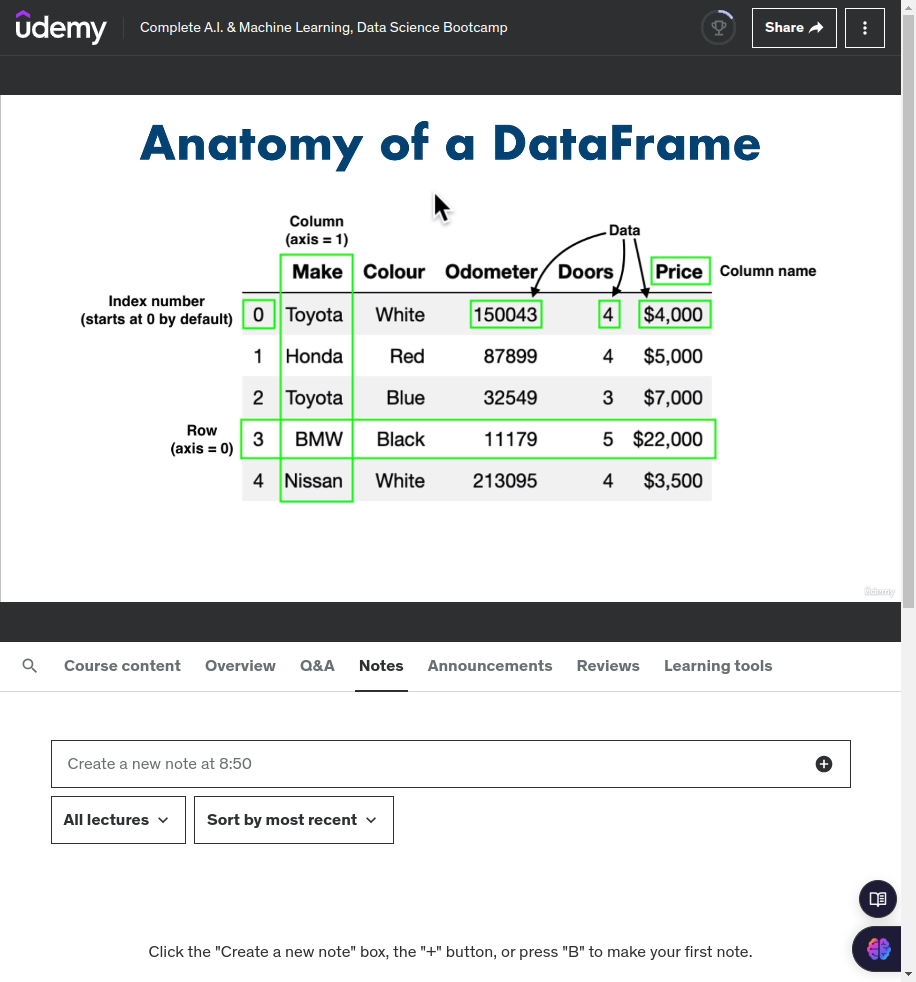 ûdemy Complete A.I. & Machine Learning, Data Science Bootcamp Share
Anatomy of a DataFrame
Column
(axis = 1)
Data
Make Colour Odometer Doors Price Column name
Index number
(starts at 0 by default)
0 Toyota White 150043 4 $4,000
1 Honda Red 87899 4 $5,000
2 Toyota Blue 32549 3 $7,000
Row
(axis = 0)
3 BMW Black 11179 5 $22,000
4 Nissan White 213095 4 $3,500
ûdemy
Course content Overview Q&A Notes Announcements Reviews Learning tools
Create a new note at 8:50
All lectures Sort by most recent
Click the "Create a new note" box, the "+" button, or press "B" to make your first note.